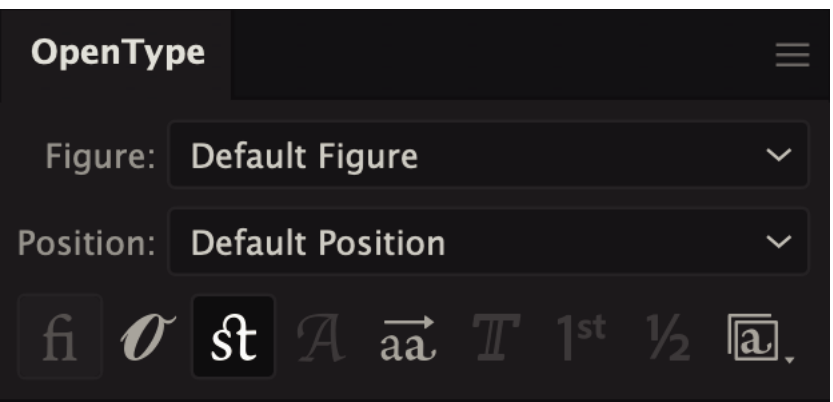 OpenType
Figure: Default Figure
Position: Default Position
fi O st A aa T 1st ½ a